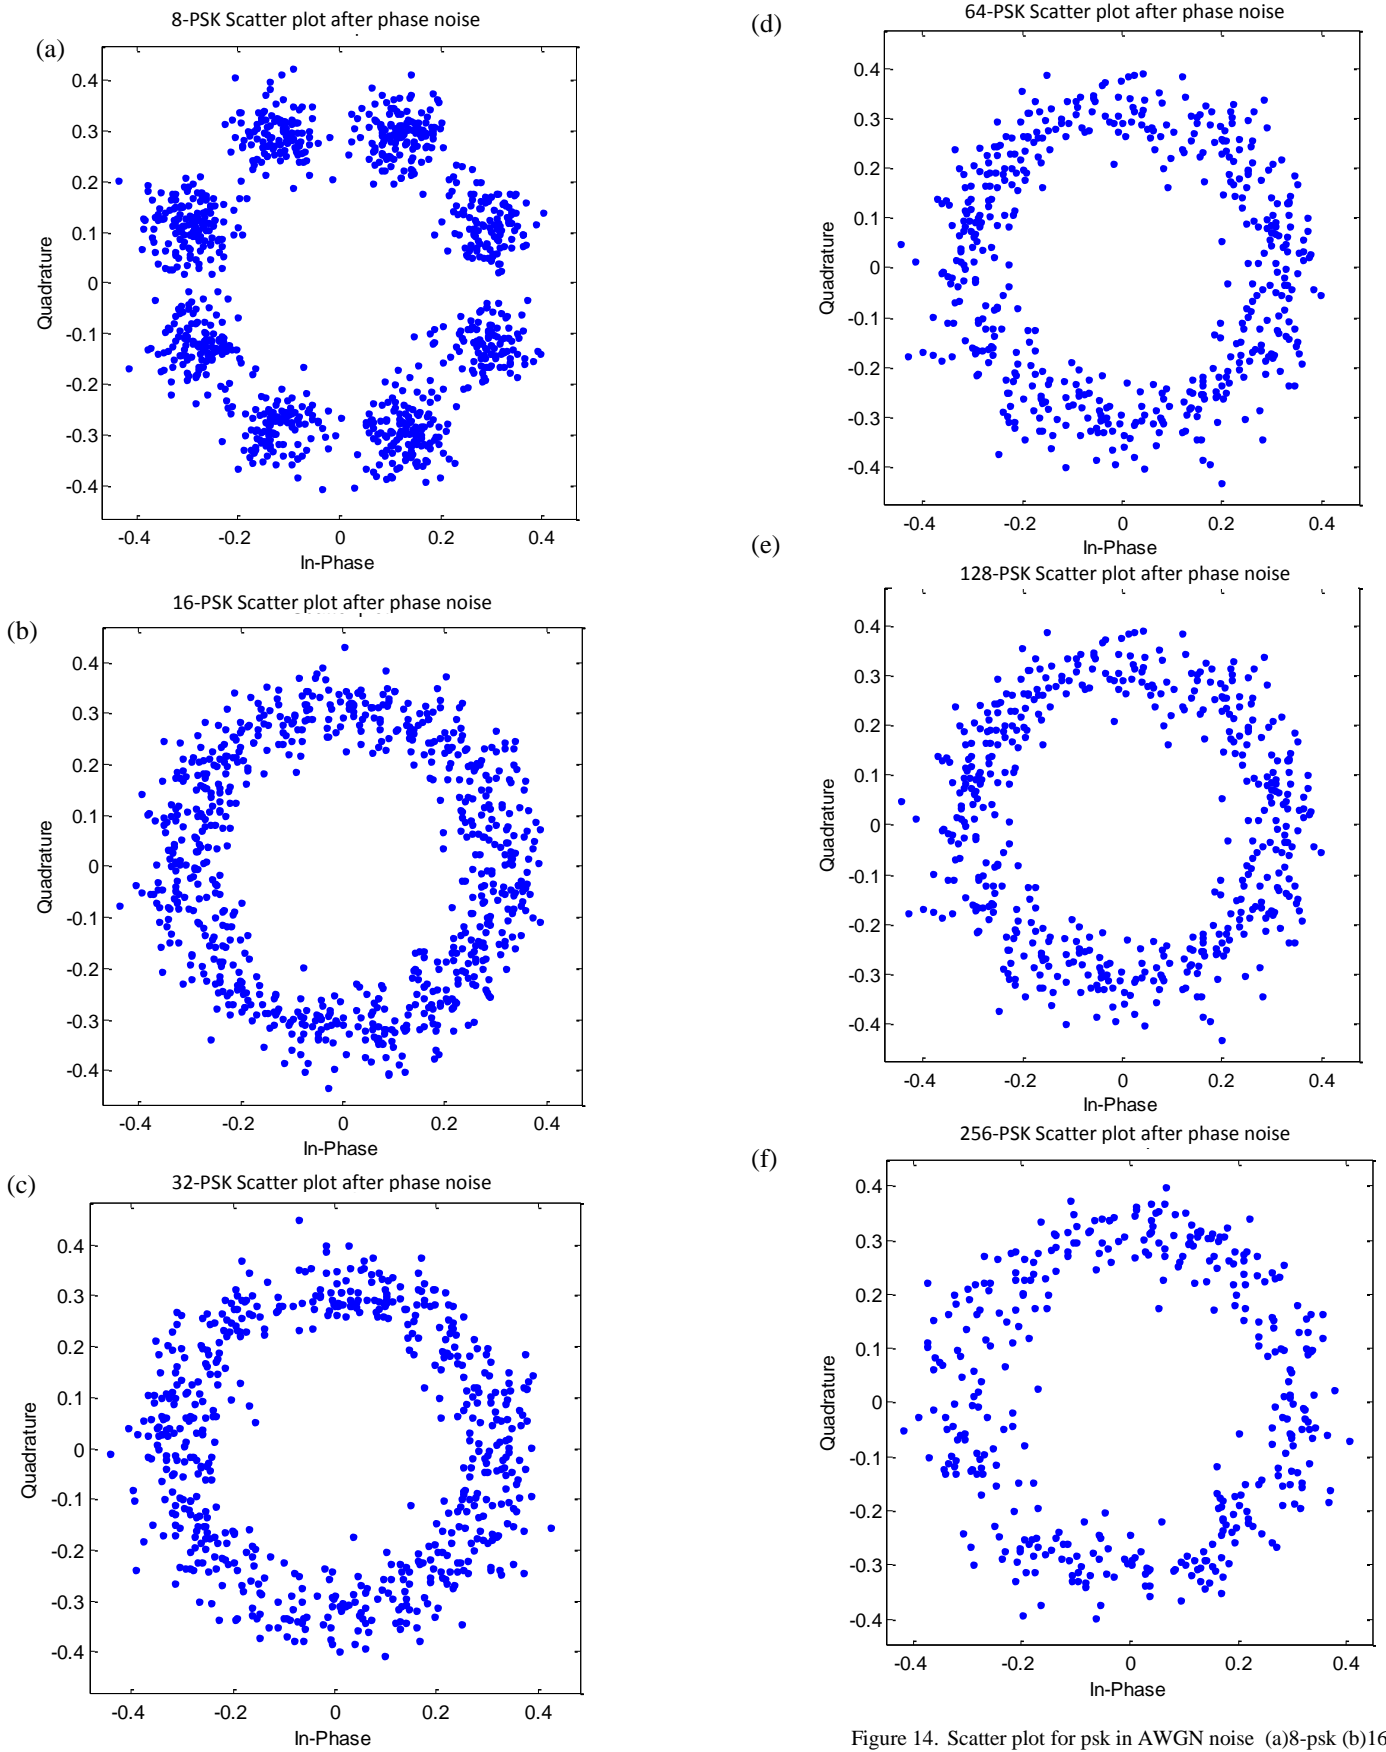 8-PSK Scatter plot after phase noise
(a)
0.4
0.3
0.2
0.1
0
-0.1
-0.2
-0.3
-0.4
Quadrature
-0.4 -0.2 0 0.2 0.4
In-Phase
16-PSK Scatter plot after phase noise
(b)
0.4
0.3
0.2
0.1
0
-0.1
-0.2
-0.3
-0.4
Quadrature
-0.4 -0.2 0 0.2 0.4
In-Phase
32-PSK Scatter plot after phase noise
(c)
0.4
0.3
0.2
0.1
0
-0.1
-0.2
-0.3
-0.4
Quadrature
-0.4 -0.2 0 0.2 0.4
In-Phase
64-PSK Scatter plot after phase noise
(d)
0.4
0.3
0.2
0.1
0
-0.1
-0.2
-0.3
-0.4
Quadrature
-0.4 -0.2 0 0.2 0.4
In-Phase
(e)
128-PSK Scatter plot after phase noise
0.4
0.3
0.2
0.1
0
-0.1
-0.2
-0.3
-0.4
Quadrature
-0.4 -0.2 0 0.2 0.4
In-Phase
256-PSK Scatter plot after phase noise
(f)
0.4
0.3
0.2
0.1
0
-0.1
-0.2
-0.3
-0.4
Quadrature
-0.4 -0.2 0 0.2 0.4
In-Phase
Figure 14. Scatter plot for psk in AWGN noise (a)8-psk (b)16